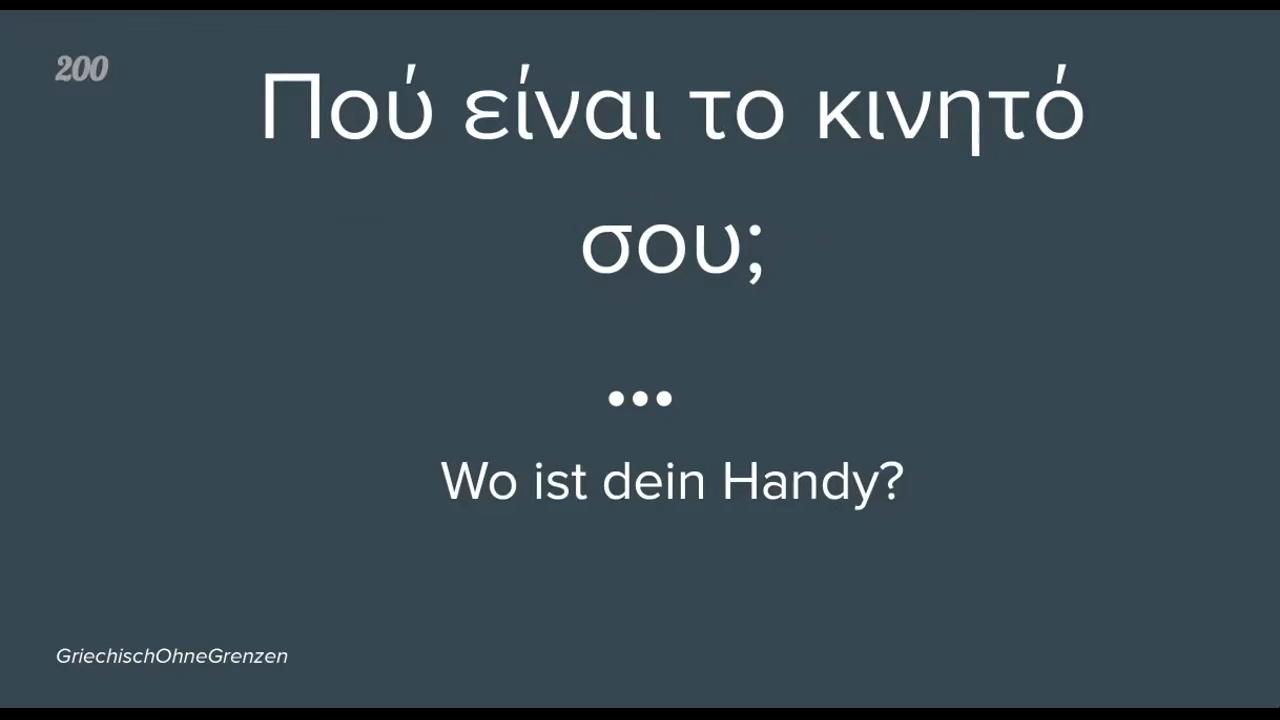 200
Πού είναι το κινητό
σου;
...
Wo ist dein Handy?
GriechischOhneGrenzen